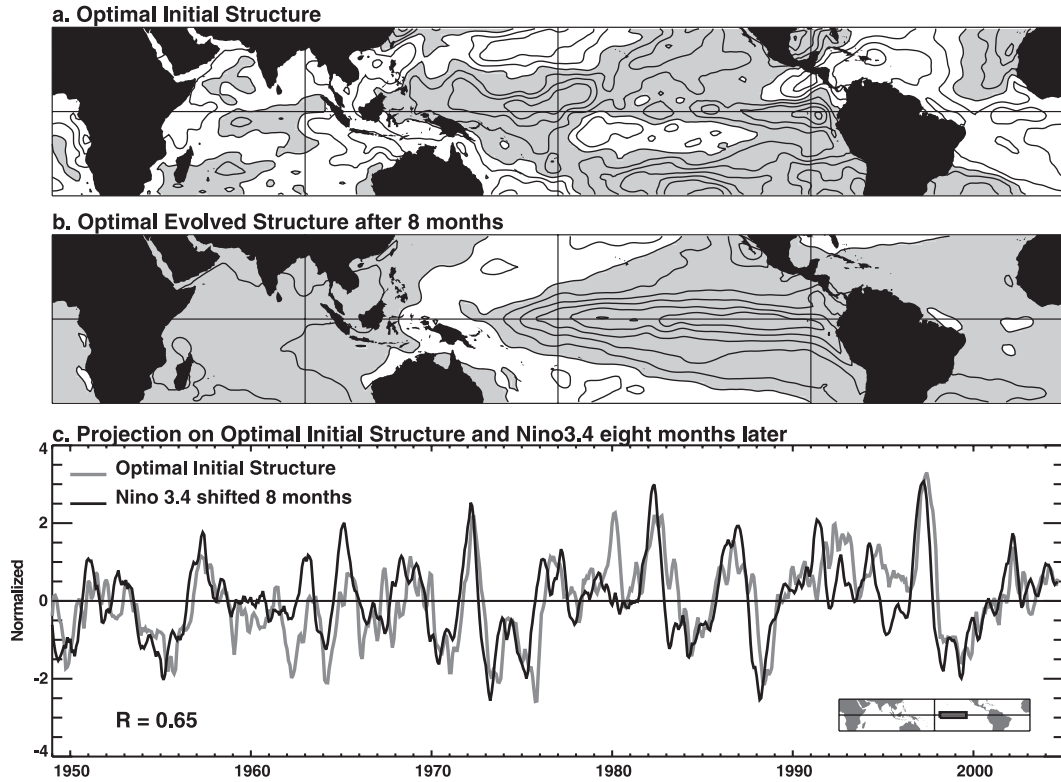 a. Optimal Initial Structure
b. Optimal Evolved Structure after 8 months
c. Projection on Optimal Initial Structure and Nino3.4 eight months later
4
Optimal Initial Structure
Nino 3.4 shifted 8 months
2
0
Normalized
-2
R = 0.65
-4
1950 1960 1970 1980 1990 2000